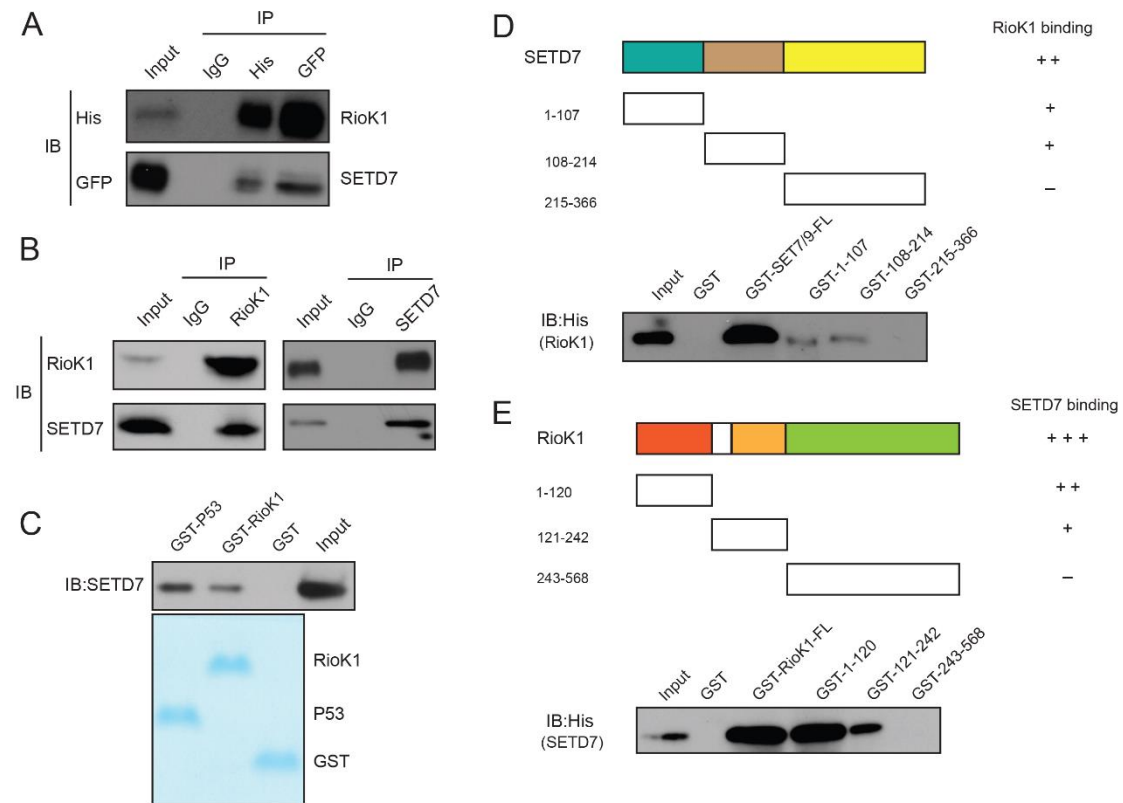 A
IP
Input
IgG
His
GFP
IB
His
RioK1
GFP
SETD7
B
IP
IP
Input
IgG
RioK1
Input
IgG
SETD7
IB
RioK1
SETD7
C
GST-P53
GST-RioK1
GST
Input
IB:SETD7
RioK1
P53
GST
D
RioK1 binding
SETD7
++
1-107
+
108-214
+
215-366
–
Input
GST
GST-SET7/9-FL
GST-1-107
GST-108-214
GST-215-366
IB:His
(RioK1)
E
SETD7 binding
RioK1
+++
1-120
++
121-242
+
243-568
–
Input
GST
GST-RioK1-FL
GST-1-120
GST-121-242
GST-243-568
IB:His
(SETD7)